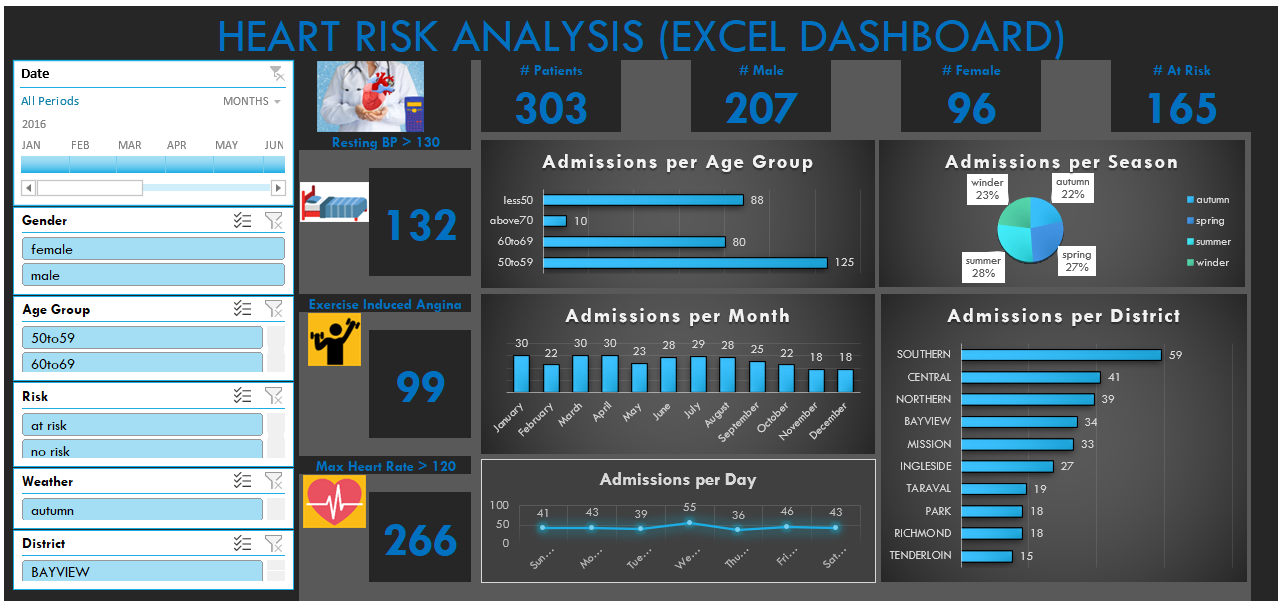 HEART RISK ANALYSIS (EXCEL DASHBOARD)
Date
All Periods
MONTHS
2016
JAN FEB MAR APR MAY JUN
Gender
female
male
Age Group
50to59
60to69
Risk
at risk
no risk
Weather
autumn
District
BAYVIEW
Resting BP > 130
132
Exercise Induced Angina
99
Max Heart Rate > 120
266
# Patients
303
# Male
207
# Female
96
# At Risk
165
Admissions per Age Group
less50 88
above70 10
60to69 80
50to59 125
Admissions per Season
winder
23%
autumn
22%
summer
28%
spring
27%
autumn
spring
summer
winder
Admissions per Month
30 22 30 30 23 28 29 28 25 22 18 18
January February March April May June July August September October November December
Admissions per Day
100
50
0
41 43 39 55 36 46 43
Sun... Mo... Tue... We... Thu... Fri... Sat...
Admissions per District
SOUTHERN 59
CENTRAL 41
NORTHERN 39
BAYVIEW 34
MISSION 33
INGLESIDE 27
TARAVAL 19
PARK 18
RICHMOND 18
TENDERLOIN 15